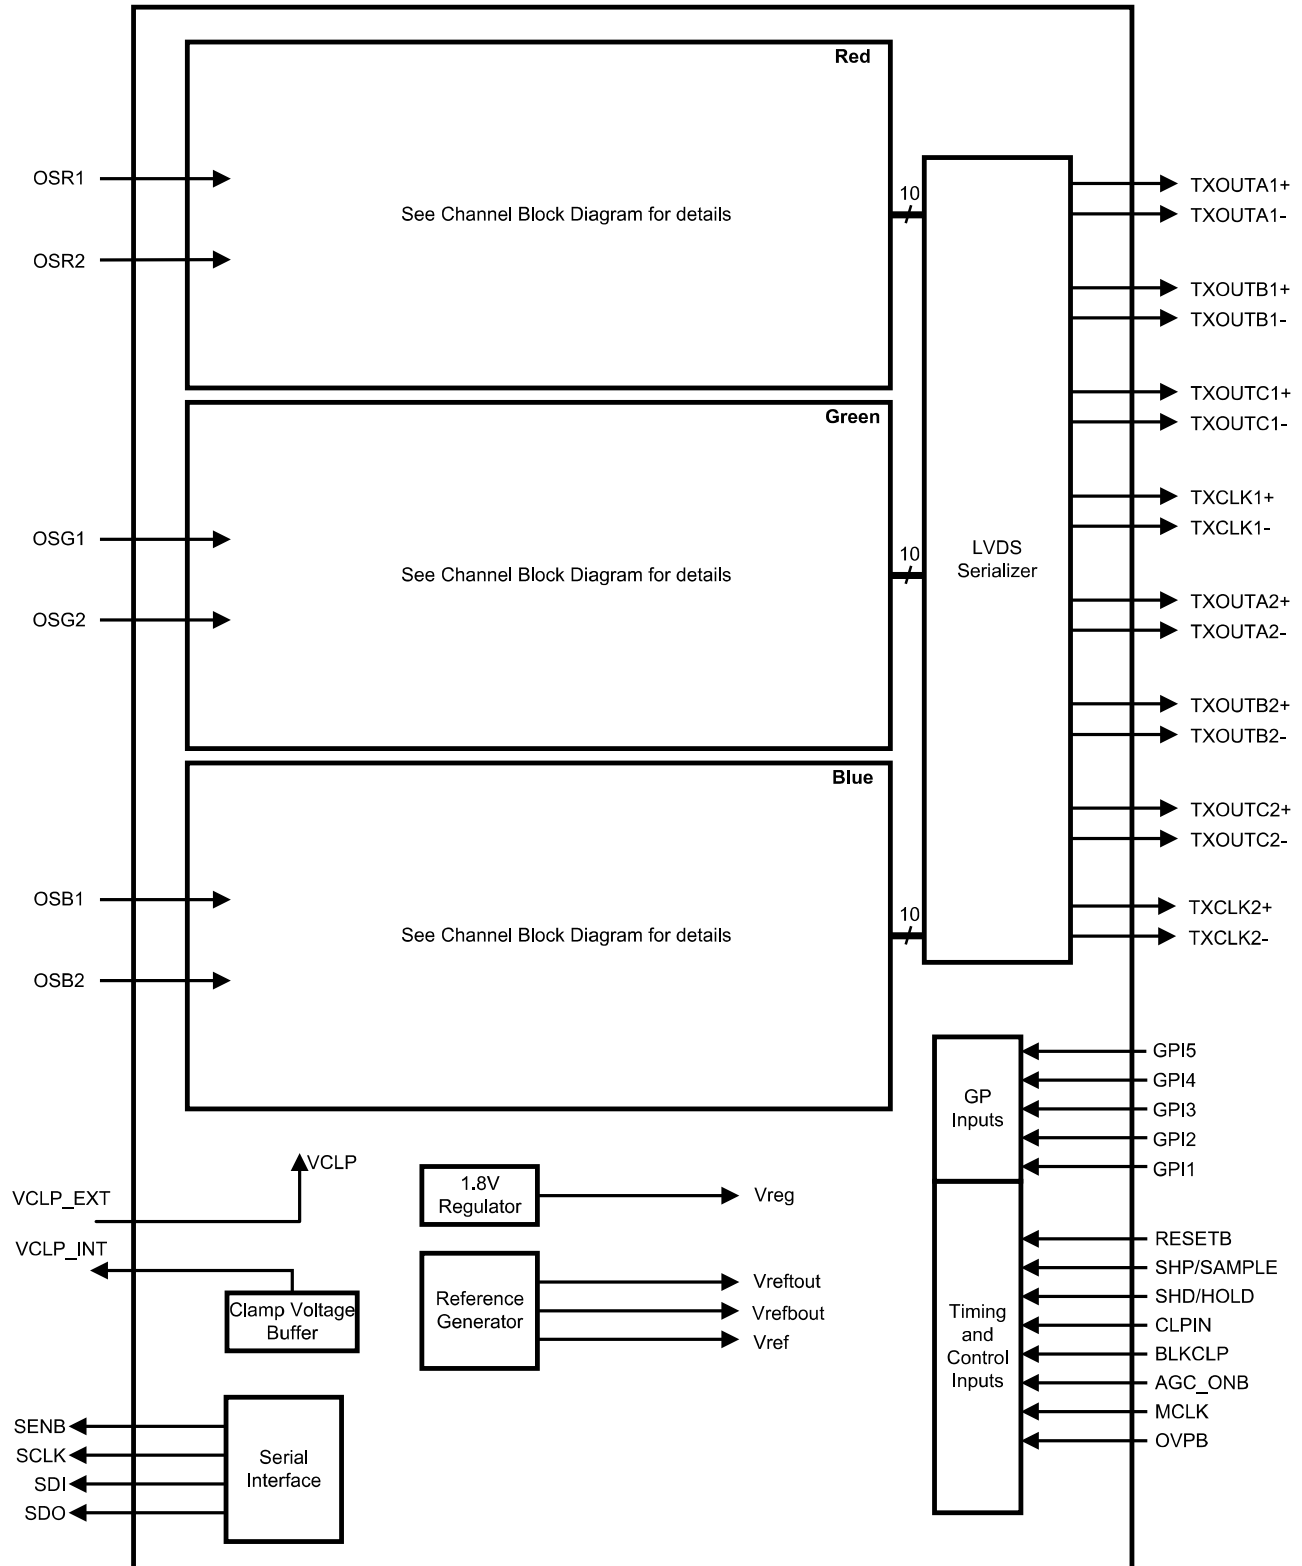 Red
OSR1
See Channel Block Diagram for details
OSR2
10
TXOUTA1+
TXOUTA1-
TXOUTB1+
TXOUTB1-
TXOUTC1+
TXOUTC1-
Green
OSG1
See Channel Block Diagram for details
OSG2
10
LVDS
Serializer
TXCLK1+
TXCLK1-
TXOUTA2+
TXOUTA2-
TXOUTB2+
TXOUTB2-
Blue
OSB1
See Channel Block Diagram for details
OSB2
10
TXOUTC2+
TXOUTC2-
TXCLK2+
TXCLK2-
GP
Inputs
GPI5
GPI4
GPI3
GPI2
GPI1
VCLP
VCLP_EXT
VCLP_INT
Clamp Voltage
Buffer
1.8V
Regulator
Vreg
Reference
Generator
Vreftout
Vrefbout
Vref
Timing
and
Control
Inputs
RESETB
SHP/SAMPLE
SHD/HOLD
CLPIN
BLKCLP
AGC_ONB
MCLK
OVPB
SENB
SCLK
SDI
SDO
Serial
Interface